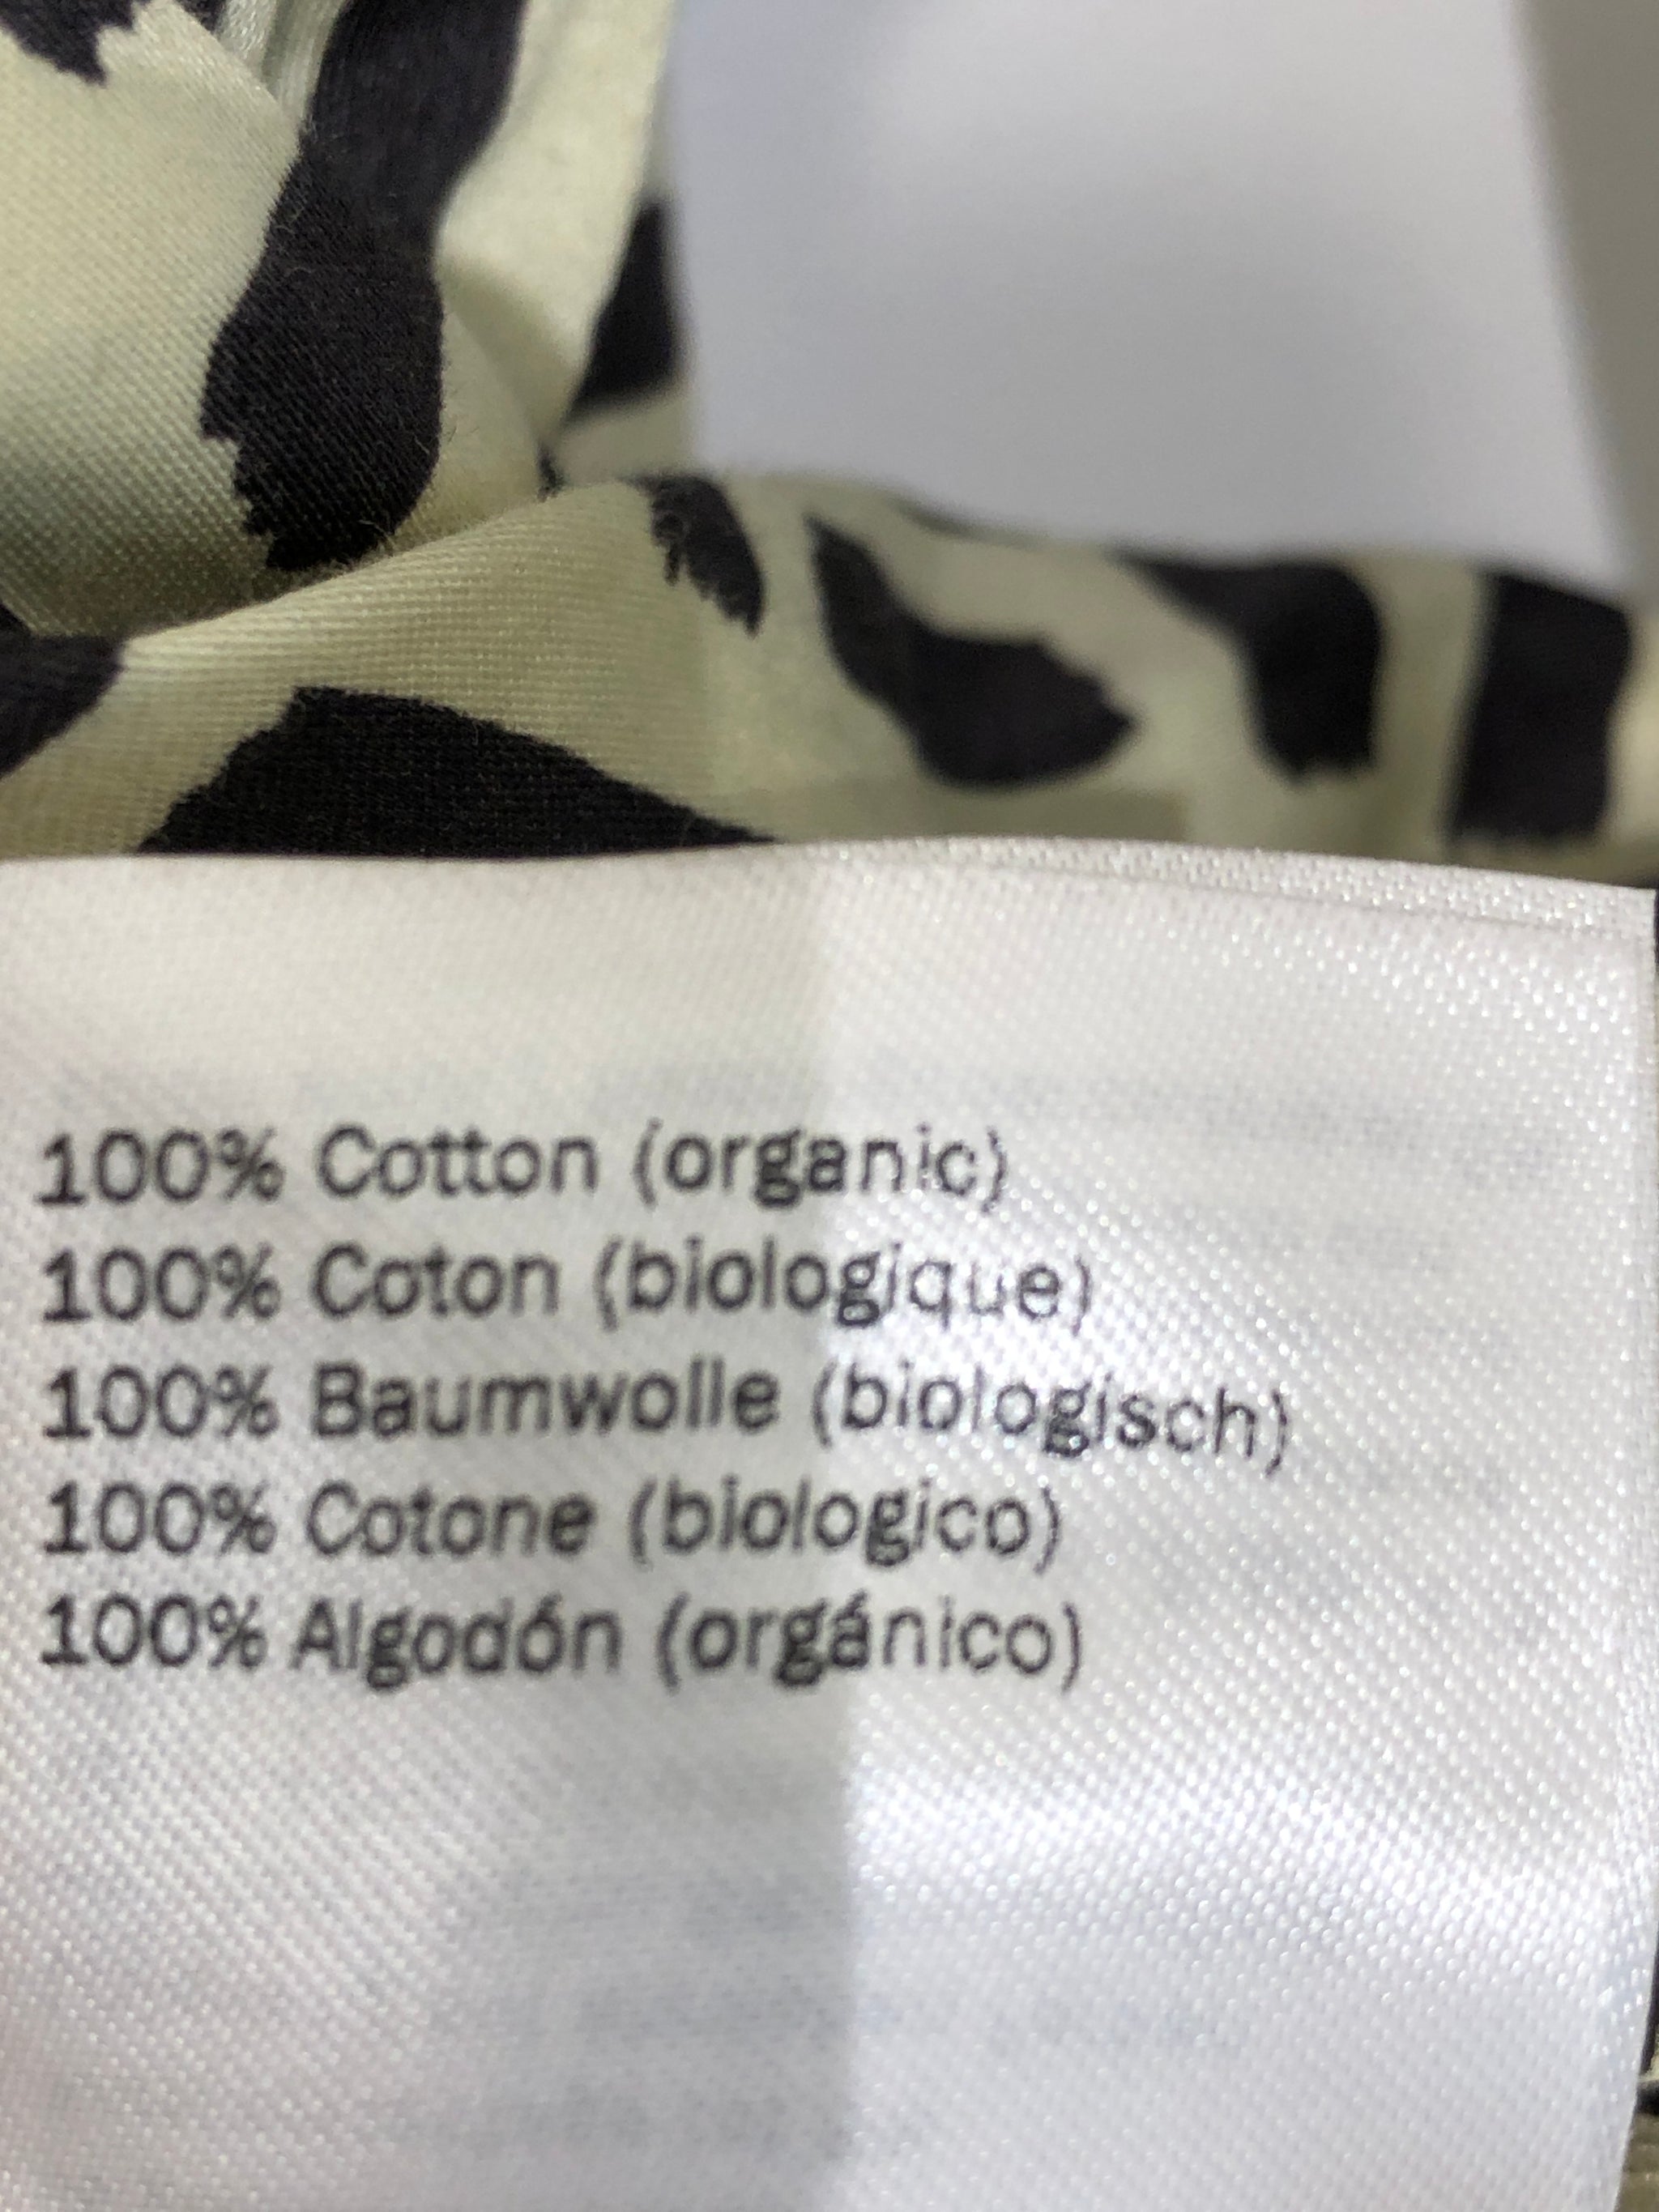 100% Cotton (organic)
100% Coton (biologique)
100% Baumwolle (biologisch)
100% Cotone (biologico)
100% Algodón (orgánico)